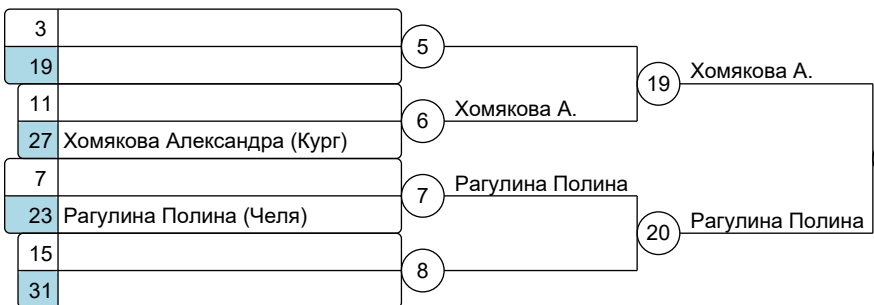 3
5
19
19 Хомякова А.
11
6 Хомякова А.
27 Хомякова Александра (Кург)
7
7 Рагулина Полина
23 Рагулина Полина (Челя)
20 Рагулина Полина
15
8
31